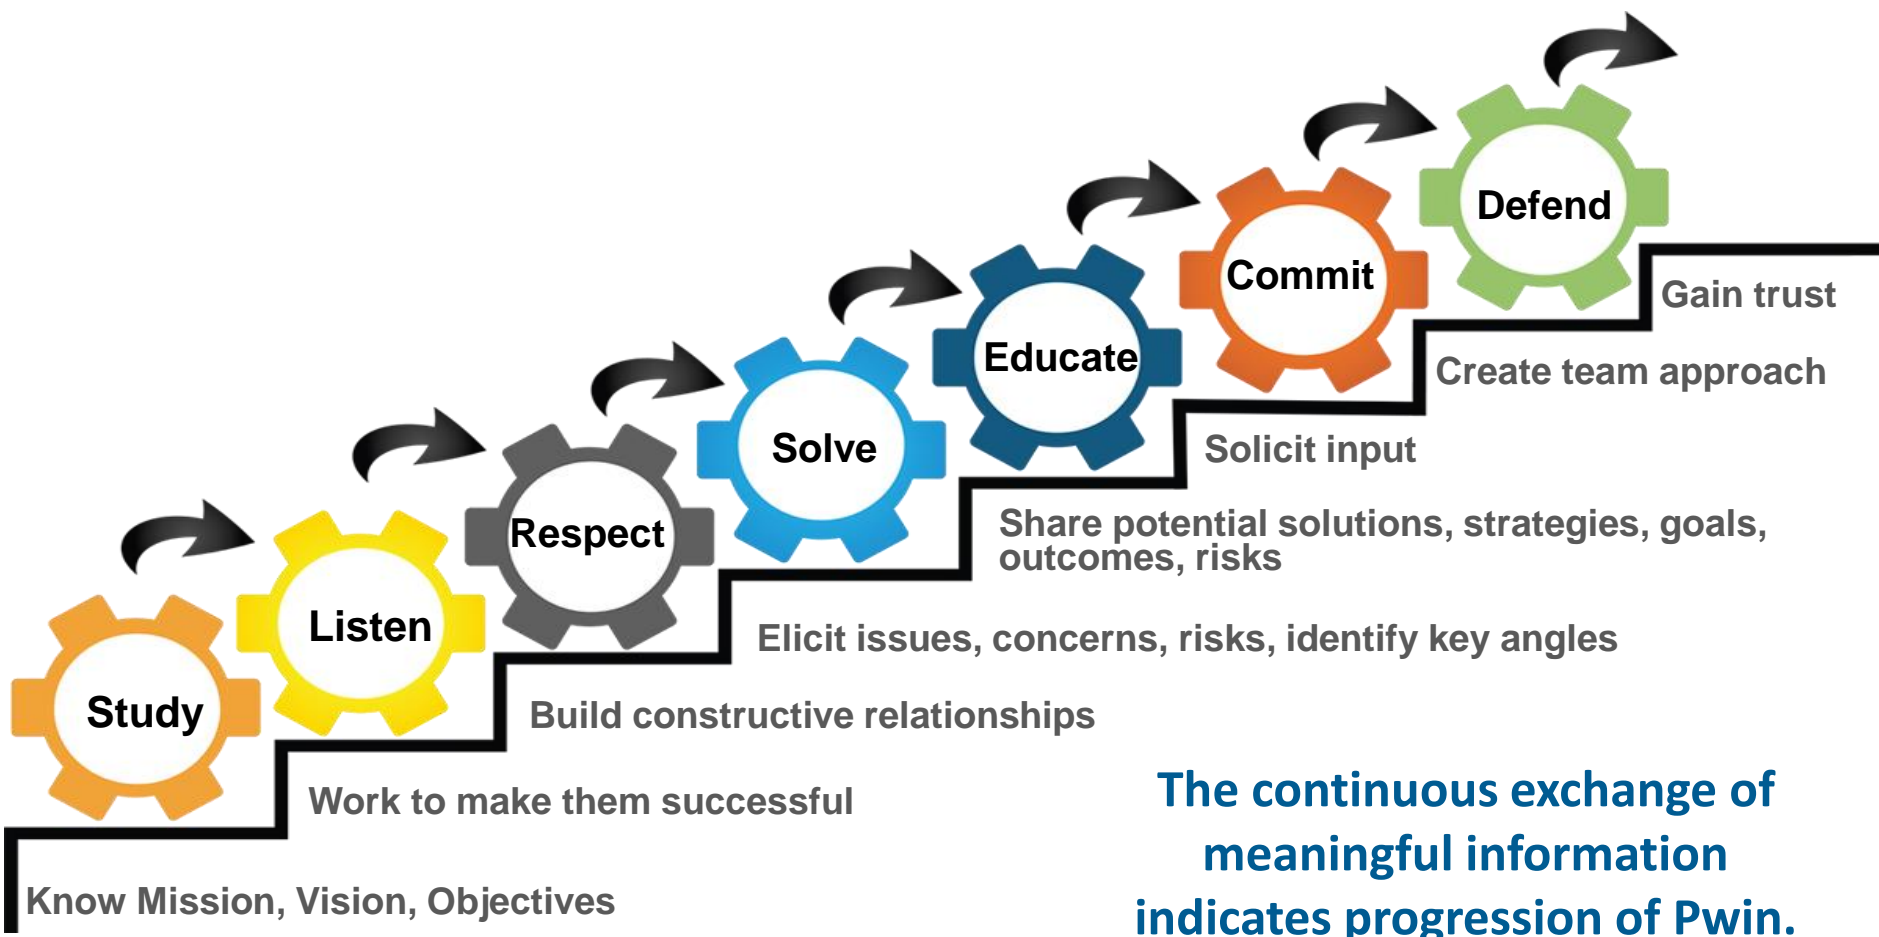 Defend
Commit
Educate
Solve
Respect
Listen
Study
Gain trust
Create team approach
Solicit input
Share potential solutions, strategies, goals,
outcomes, risks
Elicit issues, concerns, risks, identify key angles
Build constructive relationships
Work to make them successful
Know Mission, Vision, Objectives
The continuous exchange of
meaningful information
indicates progression of Pwin.